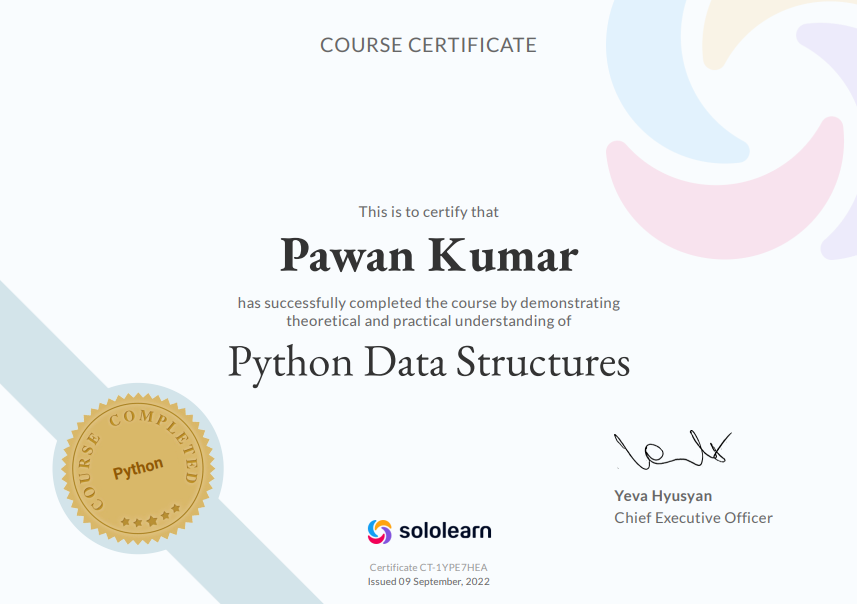 COURSE CERTIFICATE
This is to certify that
Pawan Kumar
has successfully completed the course by demonstrating
theoretical and practical understanding of
Python Data Structures
COURSE COMPLETED
Python
Yeva Hyusyan
Chief Executive Officer
sololearn
Certificate CT-1YPE7HEA
Issued 09 September, 2022